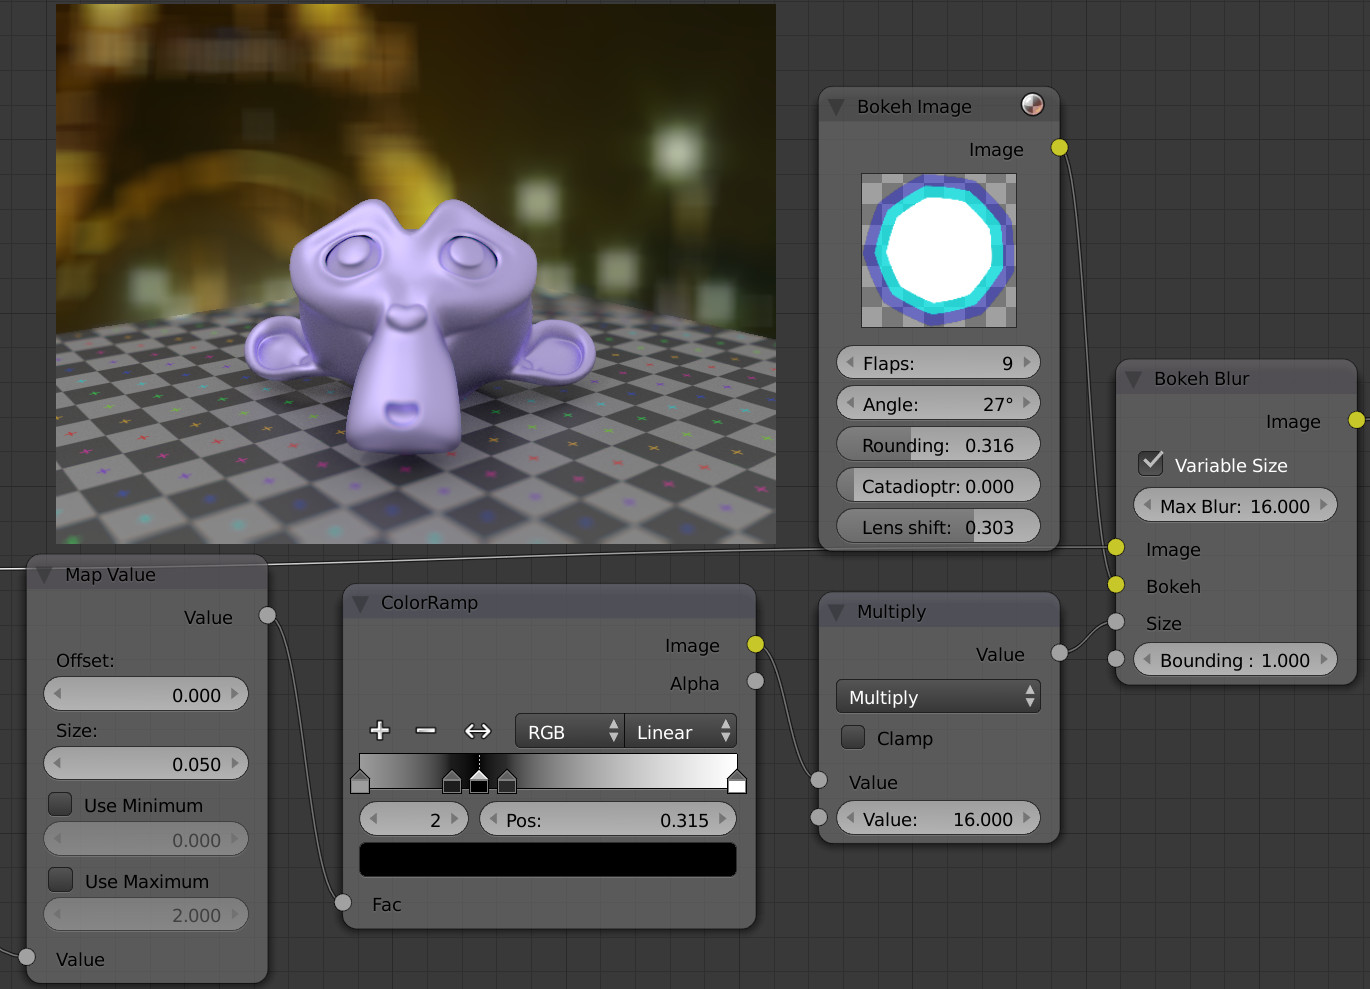 Bokeh Image
Image
Flaps: 9
Angle: 27°
Rounding: 0.316
Catadioptr: 0.000
Lens shift: 0.303
Bokeh Blur
Image
Variable Size
Max Blur: 16.000
Image
Bokeh
Size
Bounding : 1.000
Map Value
Value
Offset:
0.000
Size:
0.050
Use Minimum
0.000
Use Maximum
2.000
Value
ColorRamp
Image
Alpha
RGB Linear
2 Pos: 0.315
Fac
Multiply
Value
Multiply
Clamp
Value
Value: 16.000